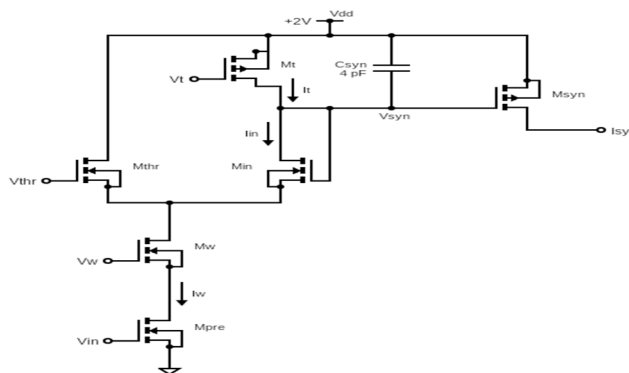 Vdd
+2V
Mt
Csyn
4 pF
Vt
It
Msyn
Vsyn
Isy
Iin
Mthr
Min
Vthr
Mw
Vw
Iw
Mpre
Vin